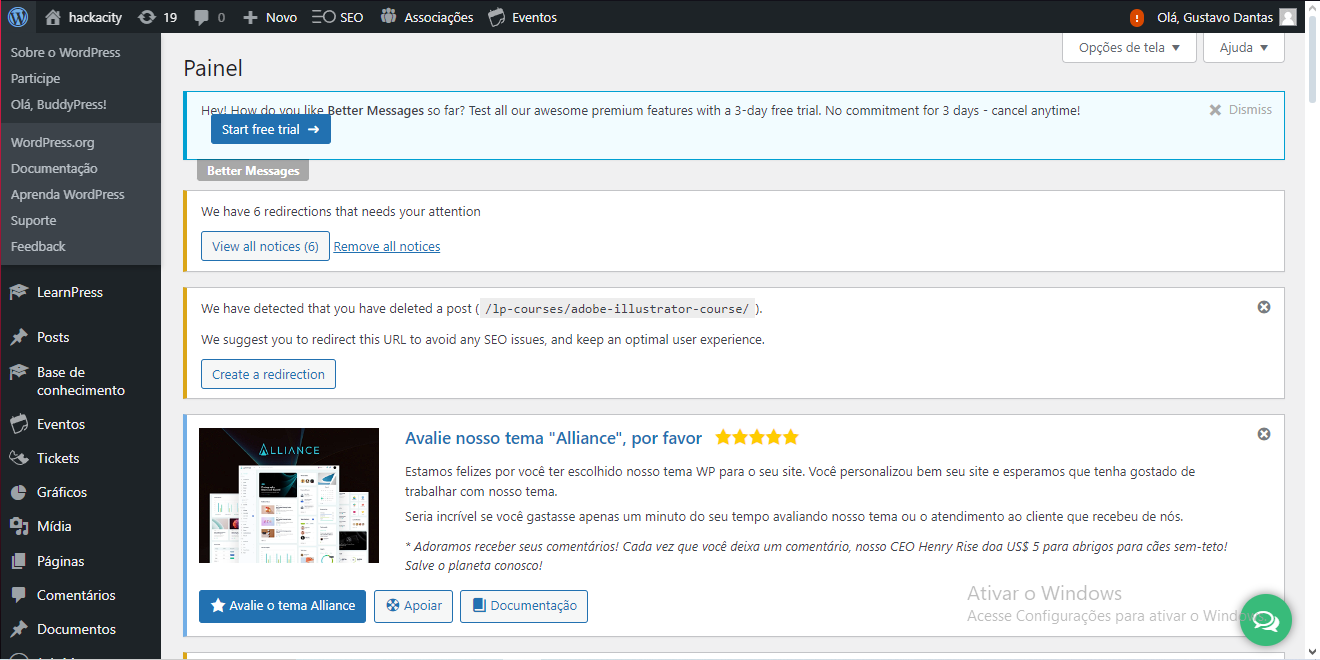 hackacity 19 0 Novo SEO Associações Eventos Olá, Gustavo Dantas
Sobre o WordPress
Participe
Olá, BuddyPress!
WordPress.org
Documentação
Aprenda WordPress
Suporte
Feedback
LearnPress
Posts
Base de
conhecimento
Eventos
Tickets
Gráficos
Mídia
Páginas
Comentários
Documentos
Opções de tela ▼ Ajuda ▼
Painel
Hey! How do you like Better Messages so far? Test all our awesome premium features with a 3-day free trial. No commitment for 3 days - cancel anytime!
Dismiss
Start free trial ➜
Better Messages
We have 6 redirections that needs your attention
View all notices (6) Remove all notices
We have detected that you have deleted a post ( /lp-courses/adobe-illustrator-course/ ).
We suggest you to redirect this URL to avoid any SEO issues, and keep an optimal user experience.
Create a redirection
ALLIANCE
Avalie nosso tema "Alliance", por favor
Estamos felizes por você ter escolhido nosso tema WP para o seu site. Você personalizou bem seu site e esperamos que tenha gostado de
trabalhar com nosso tema.
Seria incrível se você gastasse apenas um minuto do seu tempo avaliando nosso tema ou o atendimento ao cliente que recebeu de nós.
* Adoramos receber seus comentários! Cada vez que você deixa um comentário, nosso CEO Henry Rise doa US$ 5 para abrigos para cães sem-teto!
Salve o planeta conosco!
Avalie o tema Alliance Apoiar Documentação
Ativar o Windows
Acesse Configurações para ativar o Windows.